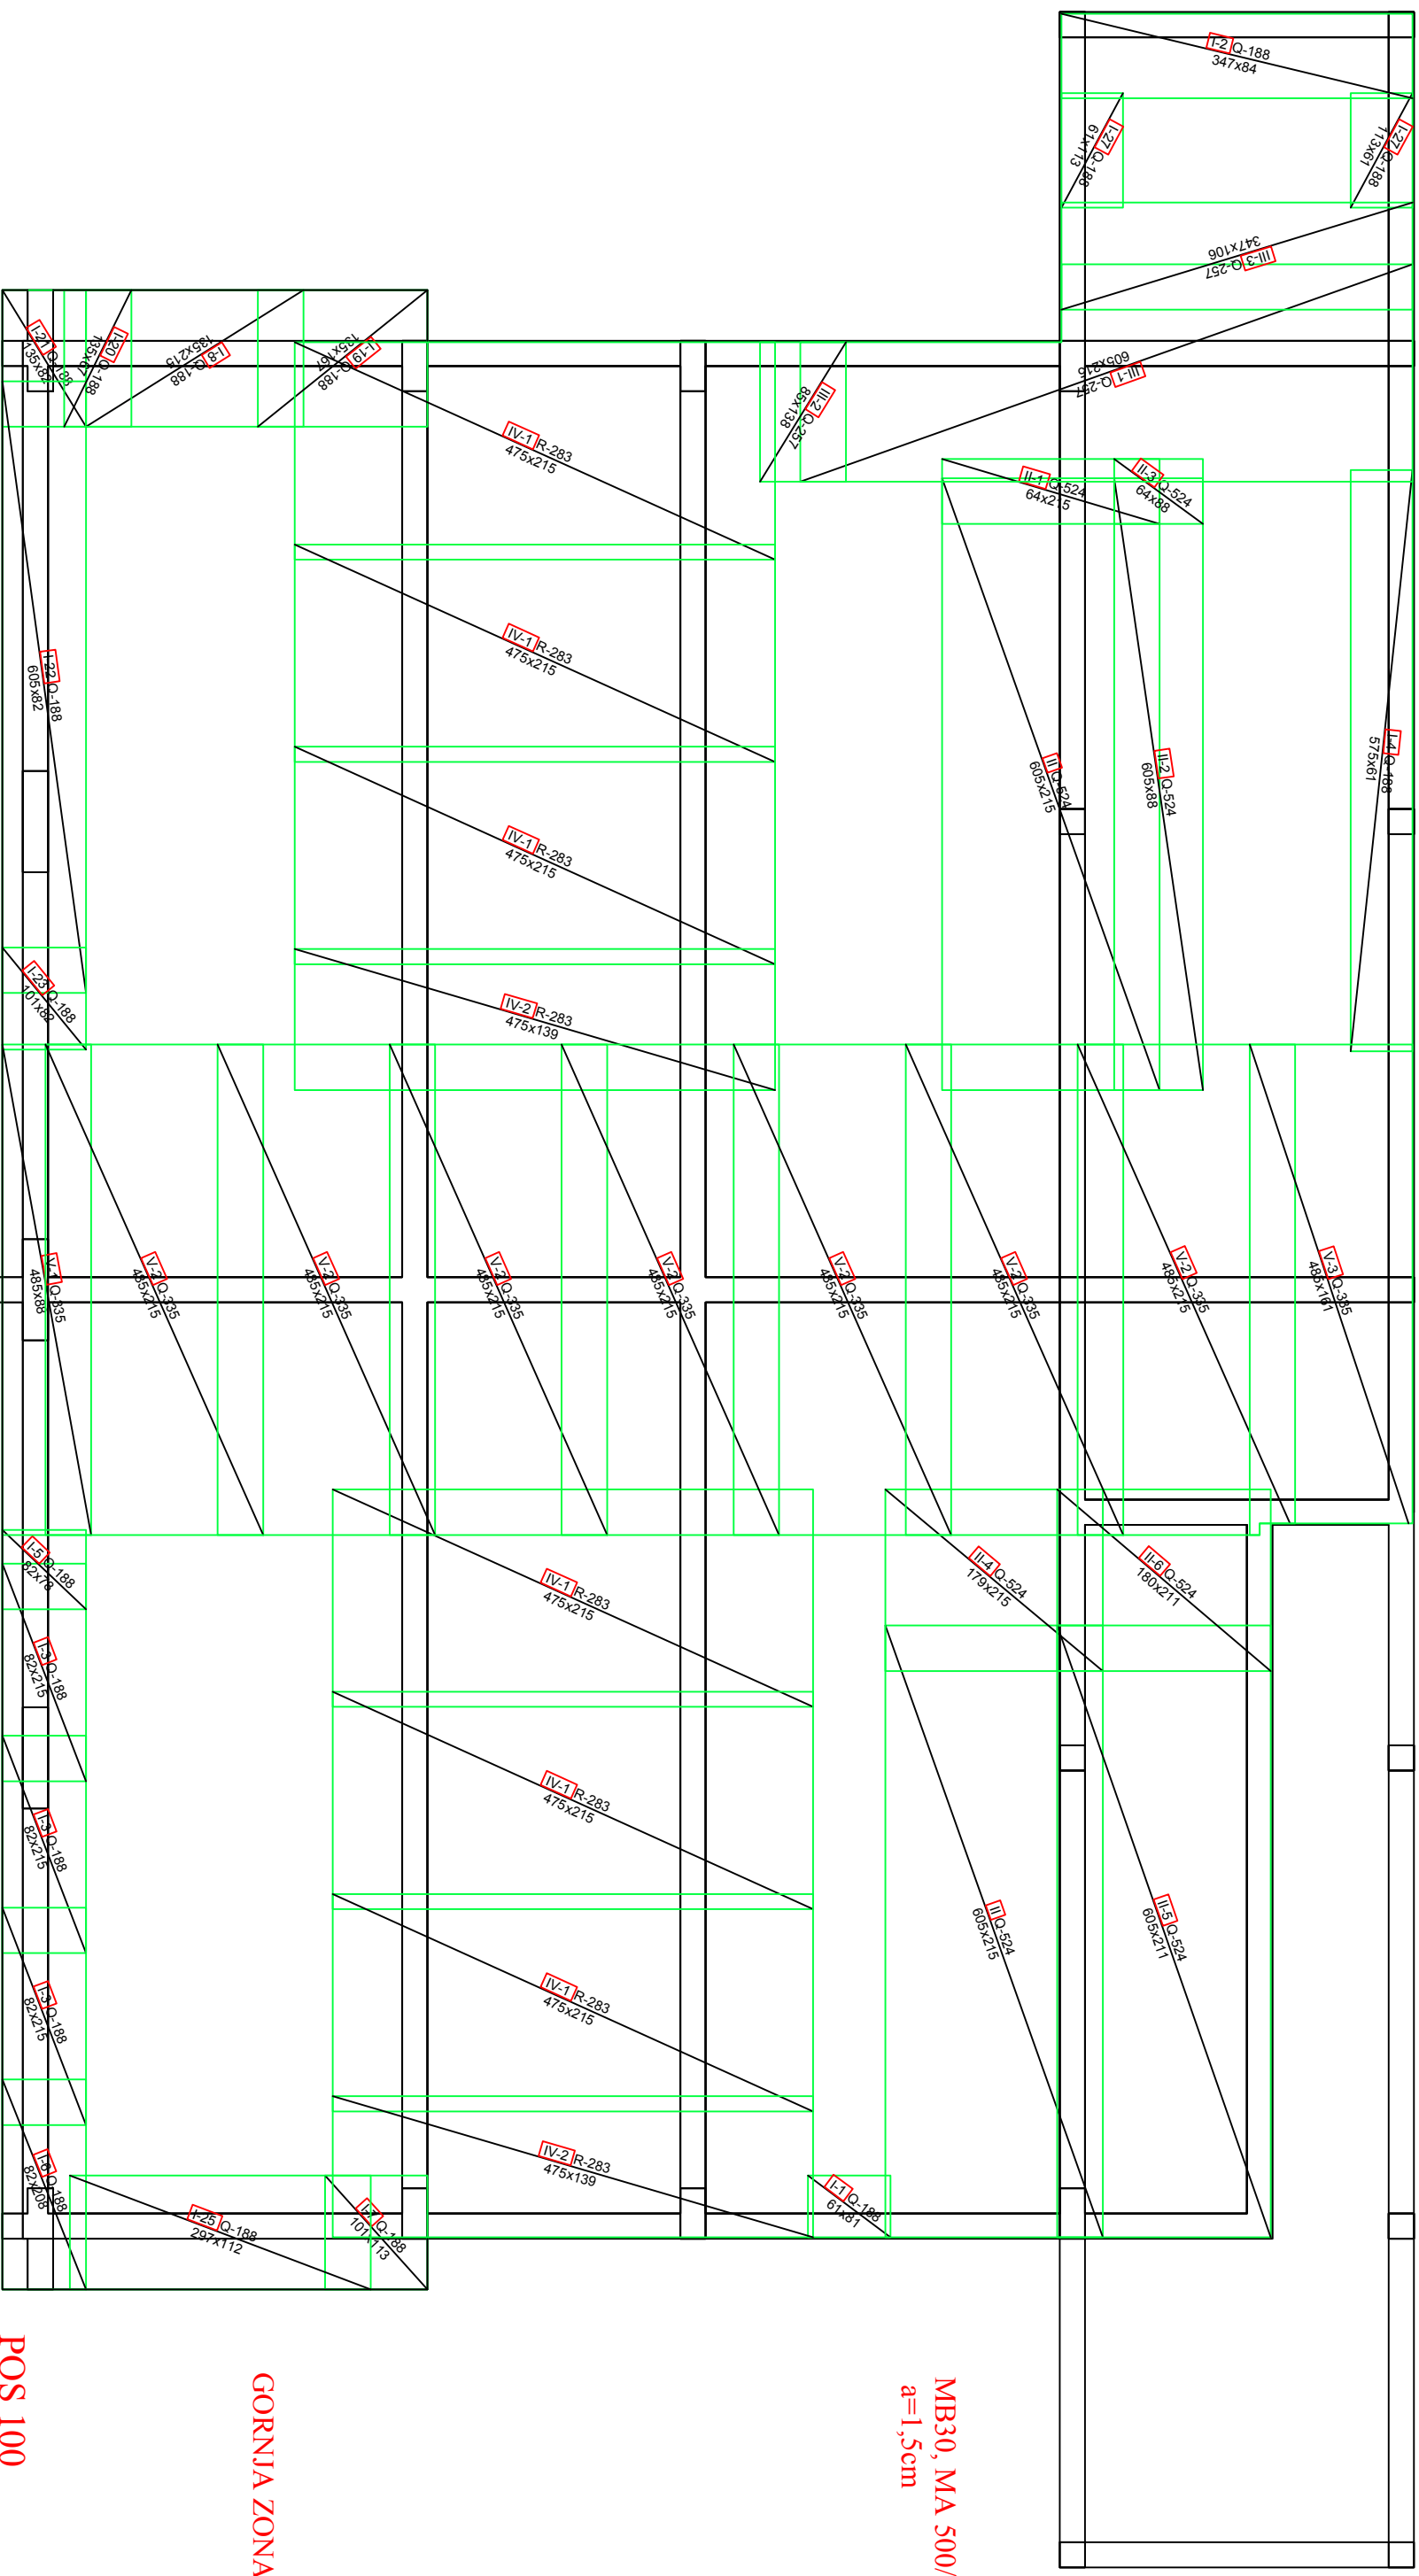 I-2 Q-188
347x84
I-27 Q-188
61x113
I-27 Q-188
113x61
III-3 Q-257
347x106
III-1 Q-257
605x216
III-2 Q-257
85x138
I-21 Q-188
135x82
I-20 Q-188
135x67
I-8 Q-188
135x215
I-19 Q-188
135x167
IV-1 R-283
475x215
II-1 Q-524
64x215
II-3 Q-524
64x88
IV-1 R-283
475x215
I-22 Q-188
605x82
II Q-524
605x215
II-2 Q-524
605x88
I-4 Q-188
575x61
IV-1 R-283
475x215
I-23 Q-188
101x82
IV-2 R-283
475x139
V-1 Q-335
485x88
V-2 Q-335
485x215
V-2 Q-335
485x215
V-2 Q-335
485x215
V-2 Q-335
485x215
V-2 Q-335
485x215
V-2 Q-335
485x215
V-2 Q-335
485x215
V-3 Q-335
485x161
I-5 Q-188
82x78
IV-1 R-283
475x215
II-4 Q-524
179x215
II-6 Q-524
180x211
I-3 Q-188
82x215
IV-1 R-283
475x215
I-3 Q-188
82x215
II Q-524
605x215
II-5 Q-524
605x211
I-3 Q-188
82x215
IV-1 R-283
475x215
I-6 Q-188
82x208
IV-2 R-283
475x139
I-1 Q-188
61x81
I-25 Q-188
297x112
I-7 Q-188
101x113
MB30, MA 500/
a=1,5cm
GORNJA ZONA
POS 100